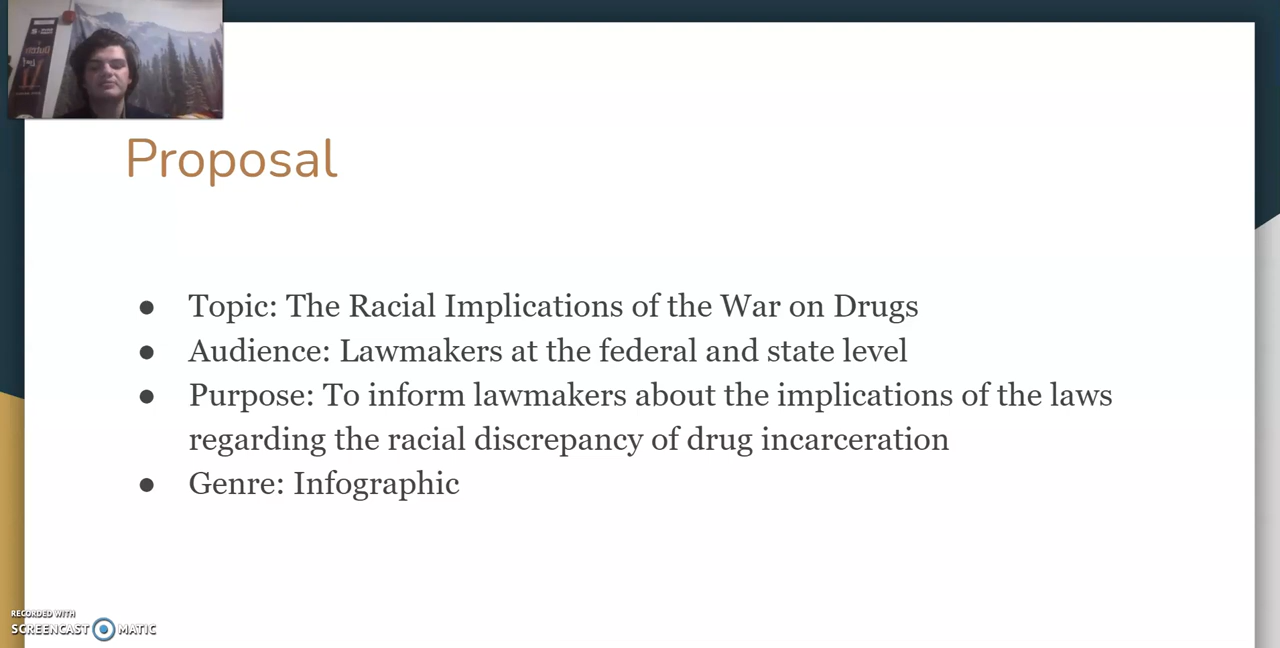 Proposal
● Topic: The Racial Implications of the War on Drugs
● Audience: Lawmakers at the federal and state level
● Purpose: To inform lawmakers about the implications of the laws
regarding the racial discrepancy of drug incarceration
● Genre: Infographic
RECORDED WITH
SCREENCAST MATIC